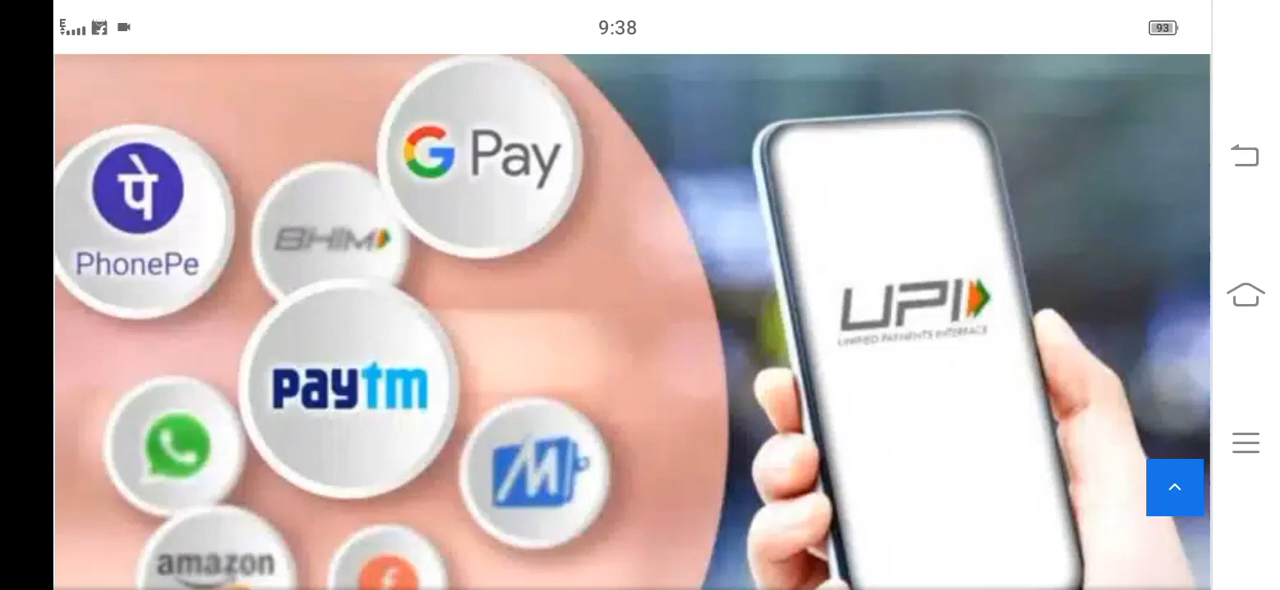 9:38
93
G Pay
पे
PhonePe
BHIM
UPI
UNIFIED PAYMENTS INTERFACE
paytm
M
amazon
f